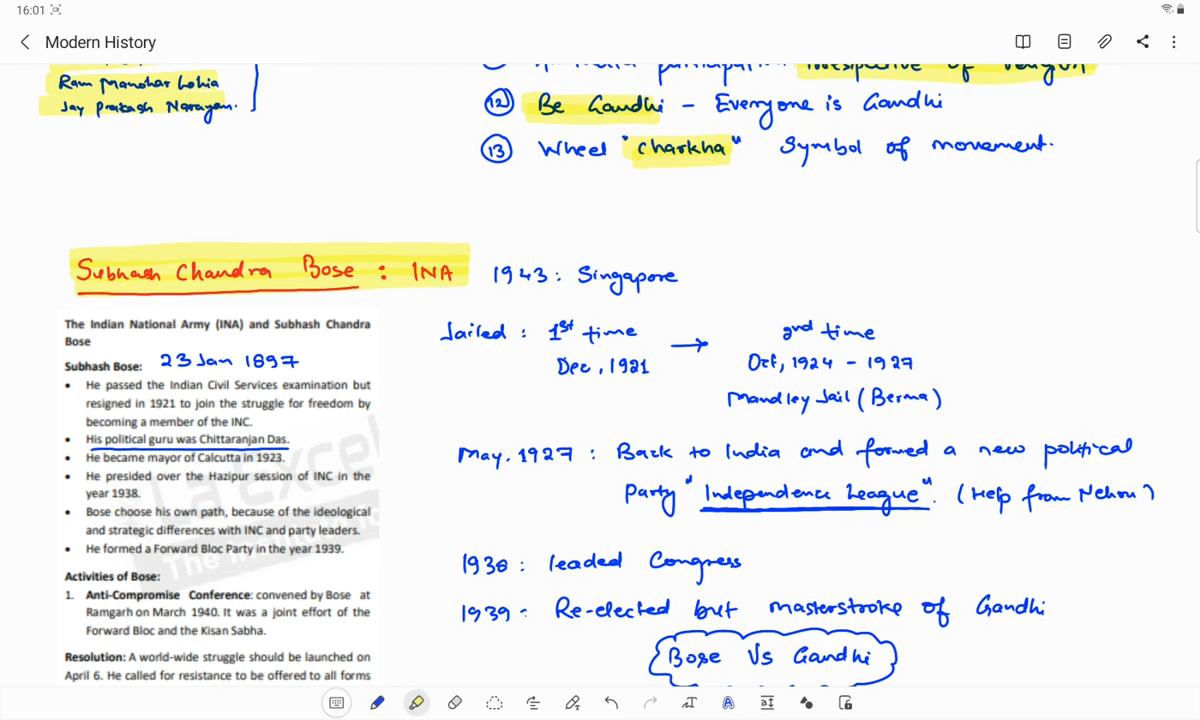 16:01
Modern History
Ram Manohar Lohia
Jay Prakash Narayan.
participation irrespective of religion
12 Be Gandhi – Everyone is Gandhi
13 Wheel "Charkha" Symbol of movement.
Subhash Chandra Bose : INA
1943 : Singapore
The Indian National Army (INA) and Subhash Chandra
Bose
Subhash Bose: 23 Jan 1897
• He passed the Indian Civil Services examination but
resigned in 1921 to join the struggle for freedom by
becoming a member of the INC.
• His political guru was Chittaranjan Das.
• He became mayor of Calcutta in 1923.
• He presided over the Hazipur session of INC in the
year 1938.
• Bose choose his own path, because of the ideological
and strategic differences with INC and party leaders.
• He formed a Forward Bloc Party in the year 1939.
Activities of Bose:
1. Anti-Compromise Conference: convened by Bose at
Ramgarh on March 1940. It was a joint effort of the
Forward Bloc and the Kisan Sabha.
Resolution: A world-wide struggle should be launched on
April 6. He called for resistance to be offered to all forms
Jailed : 1st time → 2nd time
Dec, 1921 Oct, 1924 – 1927
Mandley Jail (Berma)
May. 1927 : Back to India and formed a new political
Party "Independence League". (Help from Nehru)
1938 : leaded Congress
1939 : Re-elected but masterstroke of Gandhi
Bose Vs Gandhi